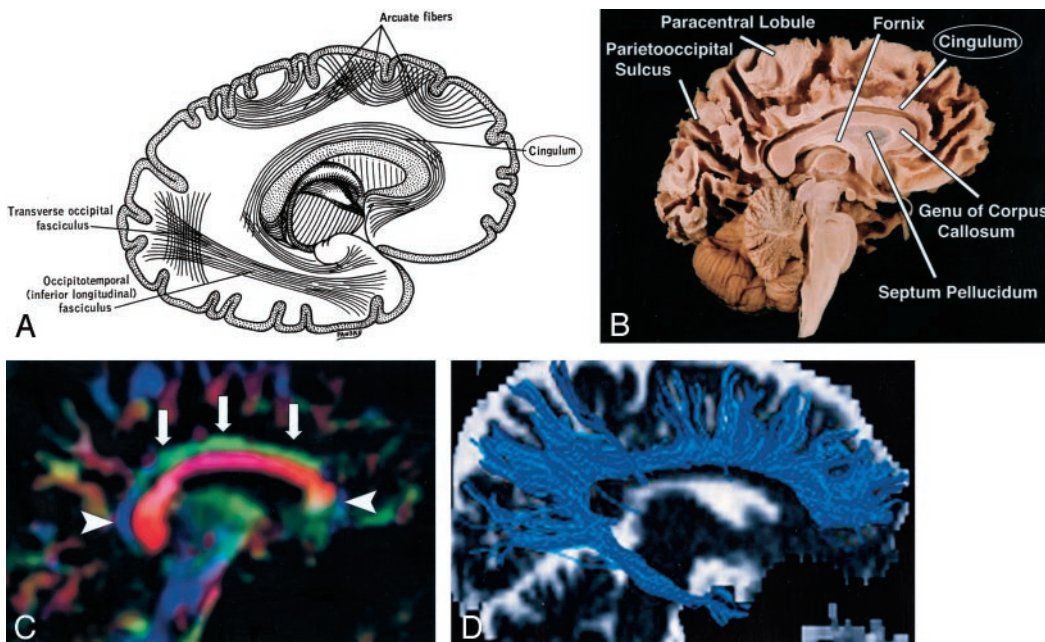 Arcuate fibers
Cingulum
Transverse occipital
fasciculus
Occipitotemporal
(inferior longitudinal)
fasciculus
A
Paracentral Lobule
Fornix
Cingulum
Parietooccipital
Sulcus
Genu of Corpus
Callosum
Septum Pellucidum
B
C
D